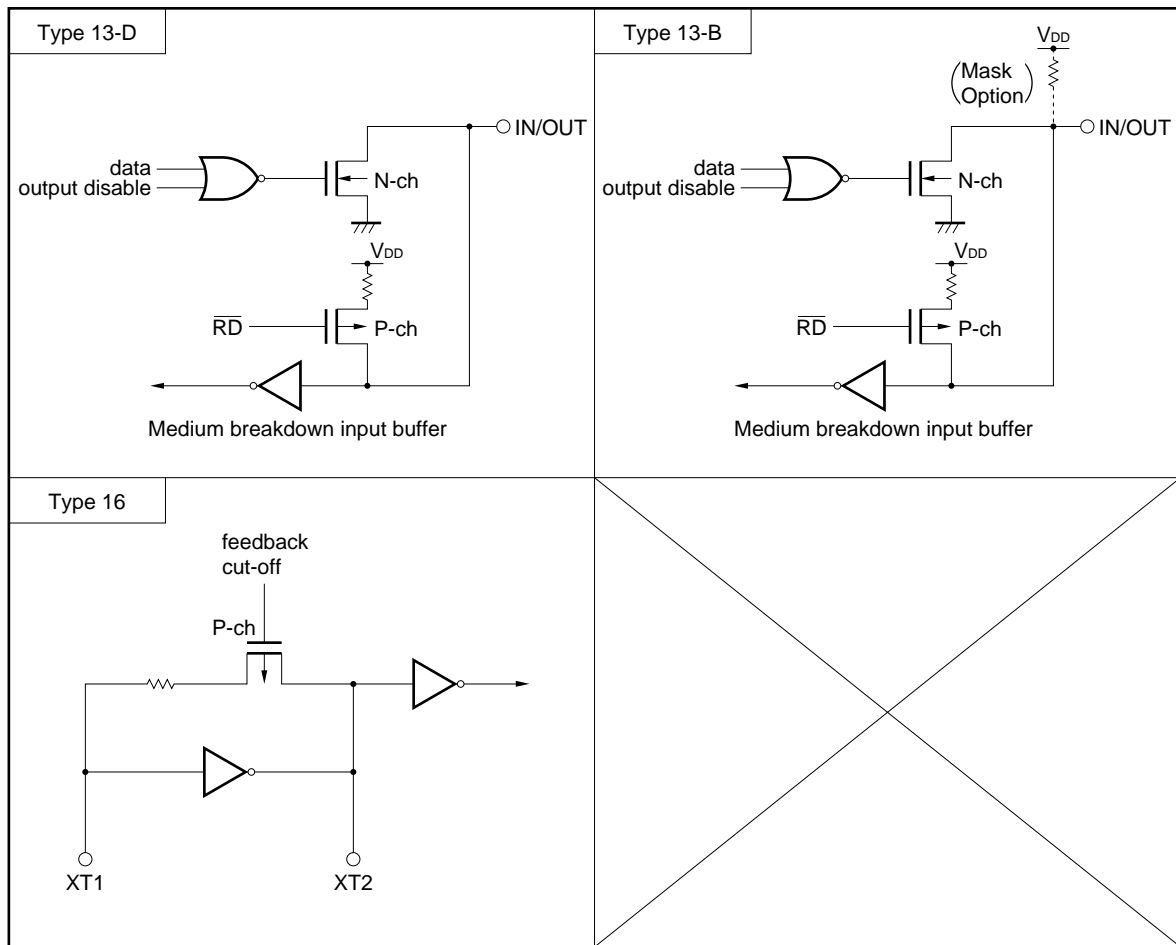 Type 13-D
IN/OUT
data
output disable
N-ch
VDD
RD
P-ch
Medium breakdown input buffer
Type 13-B
VDD
(Mask
Option)
IN/OUT
data
output disable
N-ch
VDD
RD
P-ch
Medium breakdown input buffer
Type 16
feedback
cut-off
P-ch
XT1
XT2